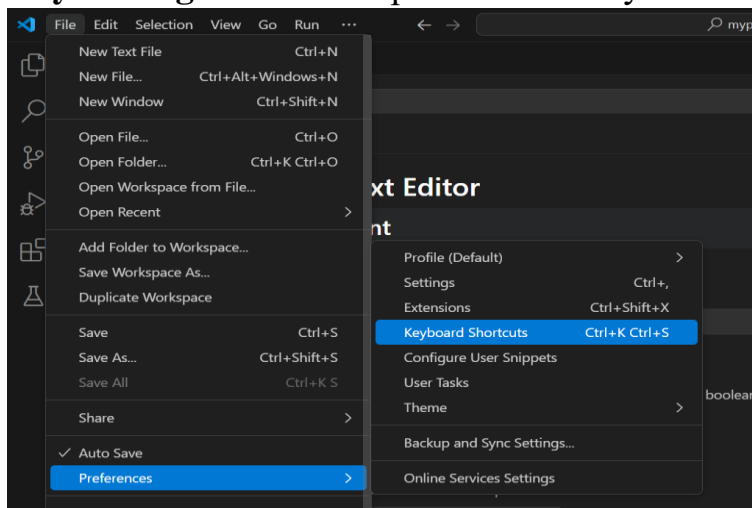 File Edit Selection View Go Run ...
myp
New Text File Ctrl+N
New File... Ctrl+Alt+Windows+N
New Window Ctrl+Shift+N
Open File... Ctrl+O
Open Folder... Ctrl+K Ctrl+O
Open Workspace from File...
Open Recent
Add Folder to Workspace...
Save Workspace As...
Duplicate Workspace
Save Ctrl+S
Save As... Ctrl+Shift+S
Save All Ctrl+K S
Share
Auto Save
Preferences
xt Editor
nt
Profile (Default)
Settings Ctrl+,
Extensions Ctrl+Shift+X
Keyboard Shortcuts Ctrl+K Ctrl+S
Configure User Snippets
User Tasks
Theme
Backup and Sync Settings...
Online Services Settings
boolear